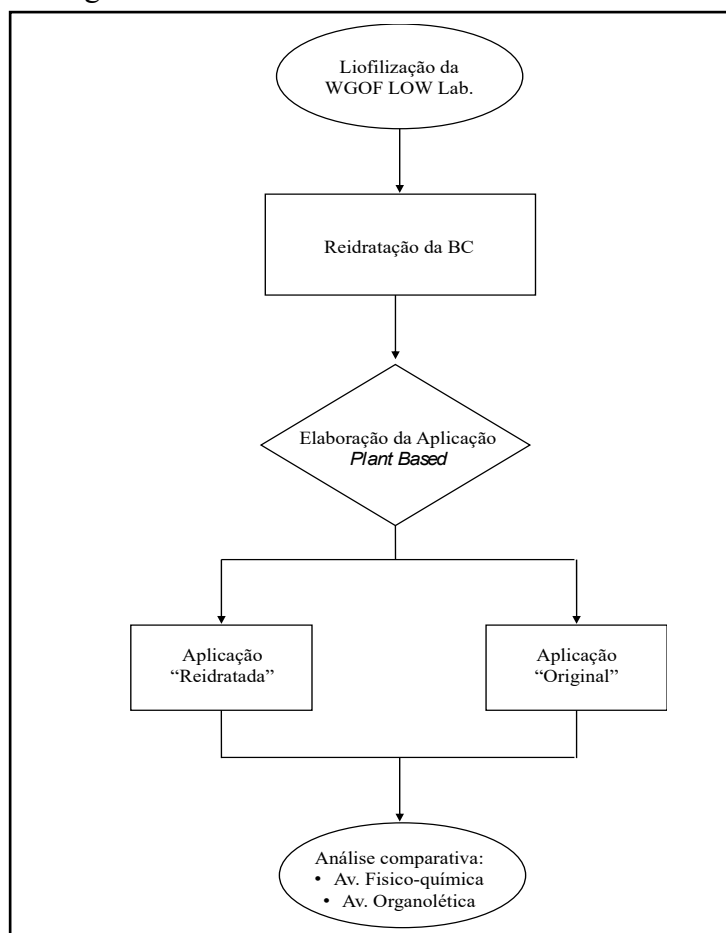 Liofilização da
WGOF LOW Lab.
Reidratação da BC
Elaboração da Aplicação
Plant Based
Aplicação
“Reidratada”
Aplicação
“Original”
Análise comparativa:
• Av. Fisico-química
• Av. Organolética